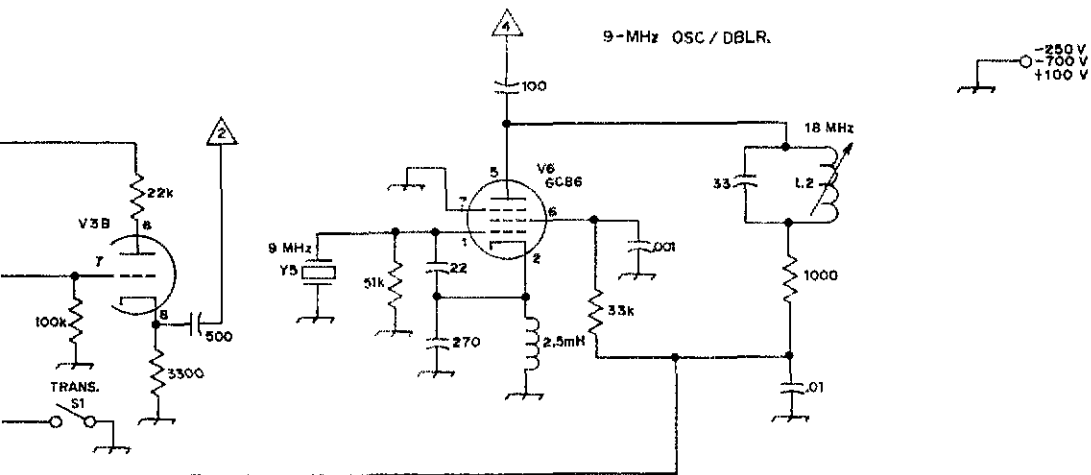 4
9-MHz OSC / DBLR.
-250 V
-700 V
+100 V
100
2
18 MHz
5
V6
6C86
33
L2
22k
V3B
6
7
6
.001
9 MHz
1
2
Y5
22
1000
7
51k
33k
100k
8
500
270
2.5mH
3300
.01
TRANS.
S1